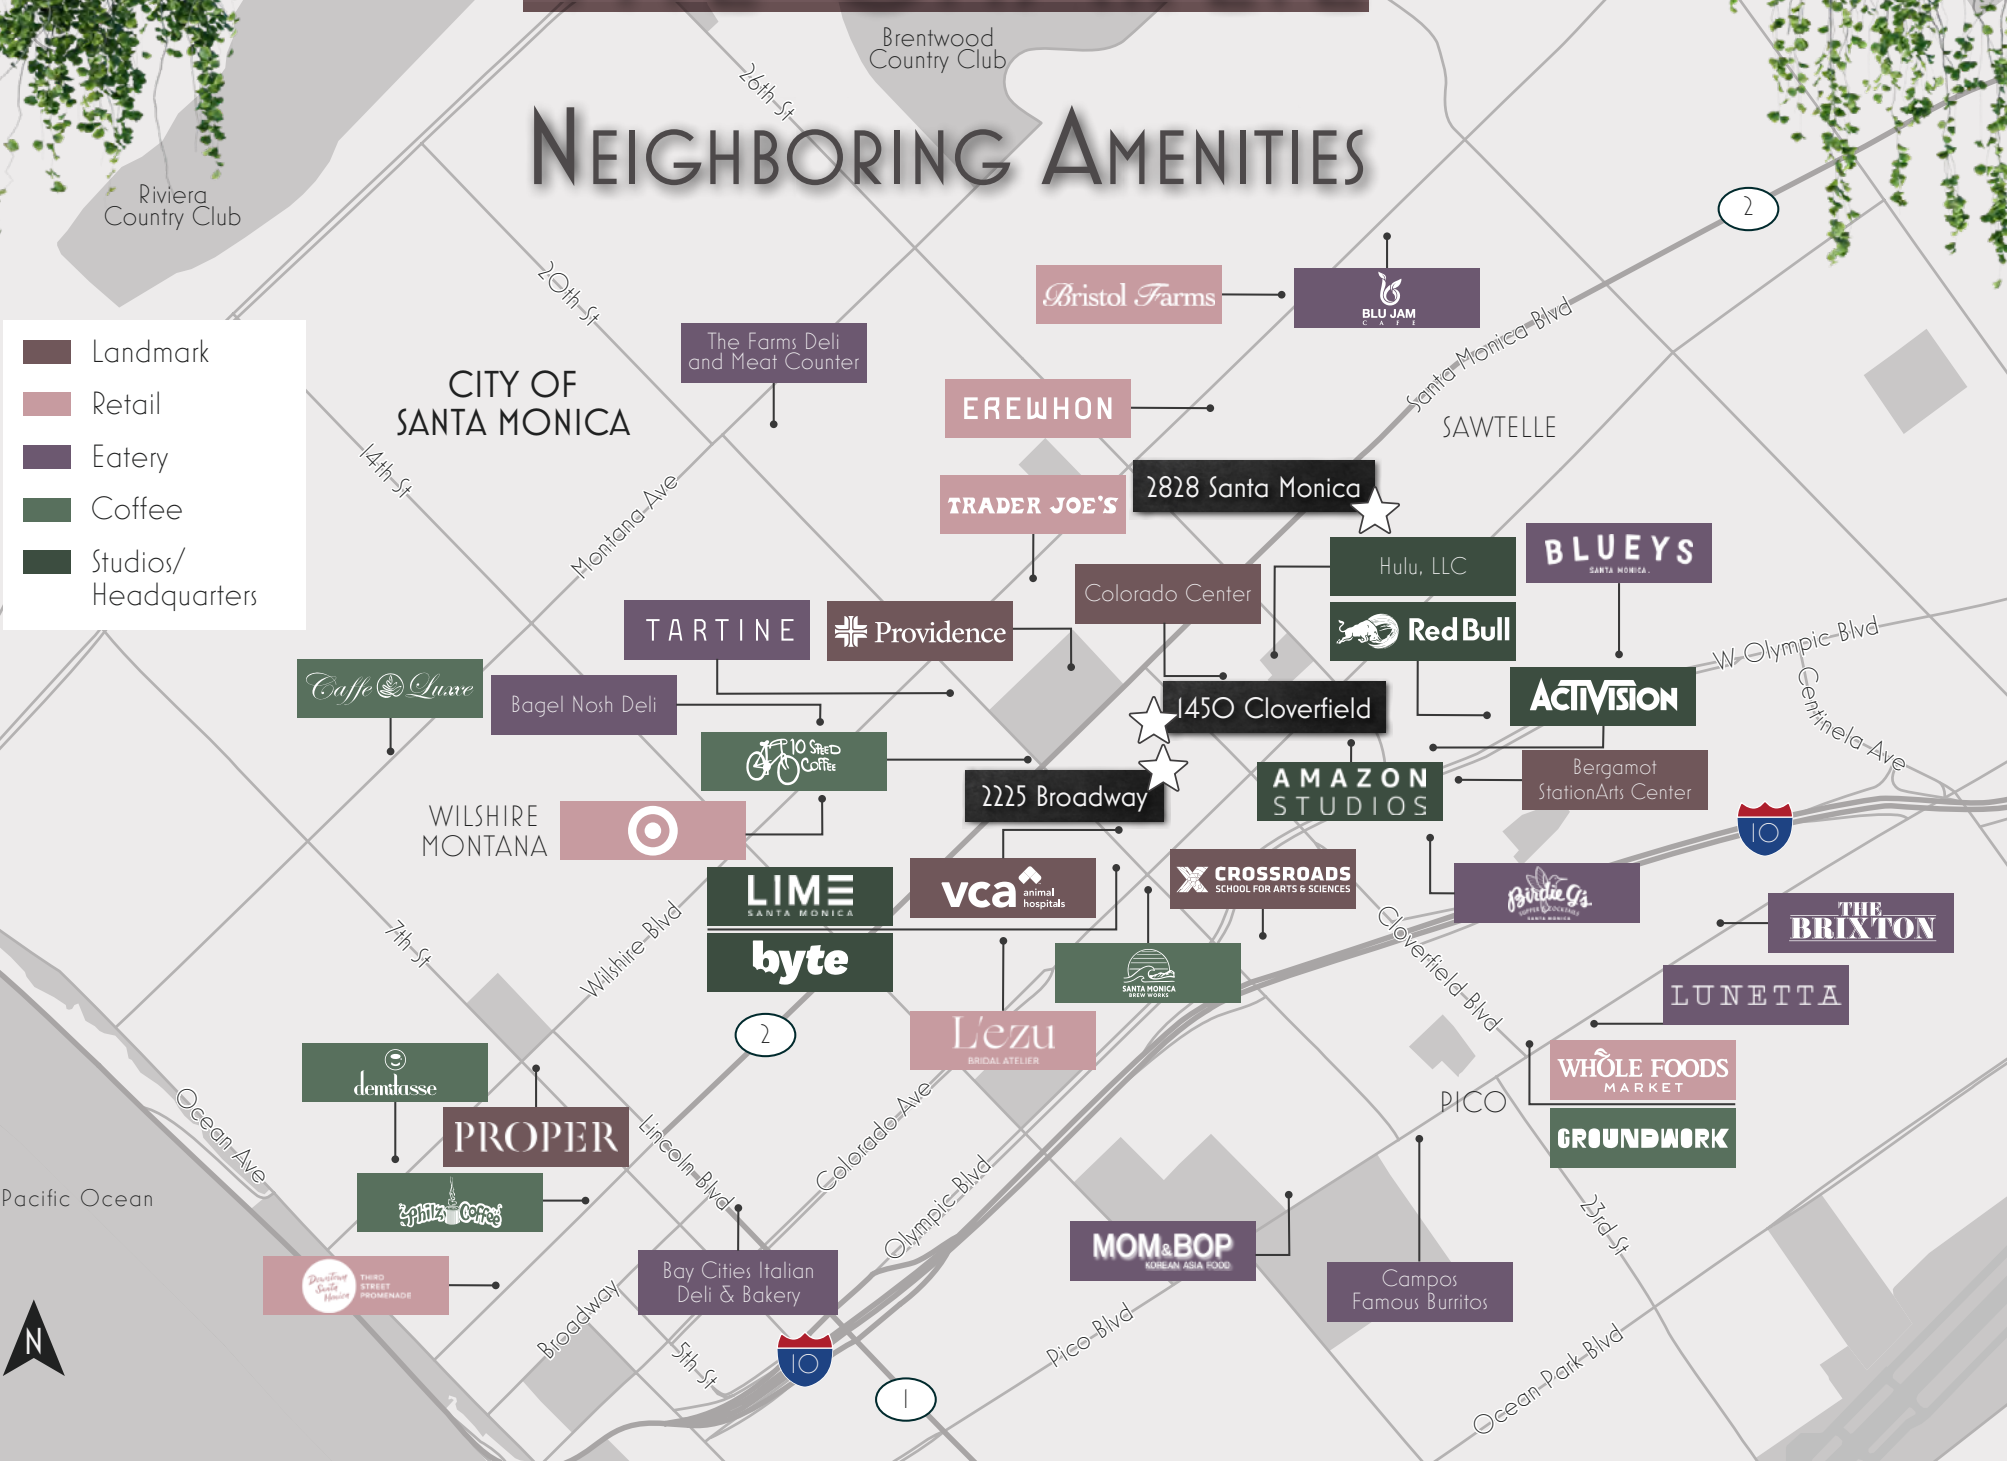 Brentwood
Country Club
26th St
NEIGHBORING AMENITIES
Riviera
Country Club
2
20th St
Bristol Farms
BLU JAM
CAFE
Santa Monica Blvd
Landmark
Retail
Eatery
Coffee
Studios/
Headquarters
The Farms Deli
and Meat Counter
CITY OF
SANTA MONICA
EREWHON
SAWTELLE
14th St
Montana Ave
TRADER JOE'S
2828 Santa Monica
Hulu, LLC
BLUEYS
SANTA MONICA.
Colorado Center
TARTINE
Providence
Red Bull
W Olympic Blvd
Centinela Ave
Caffe Luxxe
Bagel Nosh Deli
1450 Cloverfield
ACTIVISION
10 SPEED
COFFEE
2225 Broadway
AMAZON
STUDIOS
Bergamot
StationArts Center
WILSHIRE
MONTANA
10
LIME
SANTA MONICA
vca animal
hospitals
CROSSROADS
SCHOOL FOR ARTS & SCIENCES
Birdie G's
SUPPER & COCKTAILS
SANTA MONICA
THE
BRIXTON
7th St
Wilshire Blvd
byte
SANTA MONICA
BREW WORKS
Cloverfield Blvd
LUNETTA
2
L'ezu
BRIDAL ATELIER
WHOLE FOODS
MARKET
demitasse
Ocean Ave
PROPER
Lincoln Blvd
Colorado Ave
PICO
GROUNDWORK
Pacific Ocean
Philz Coffee
Olympic Blvd
23rd St
MOM & BOP
KOREAN ASIA FOOD
Downtown
Santa
Monica
THIRD
STREET
PROMENADE
Bay Cities Italian
Deli & Bakery
Campos
Famous Burritos
N
Broadway
5th St
10
Pico Blvd
Ocean Park Blvd
1